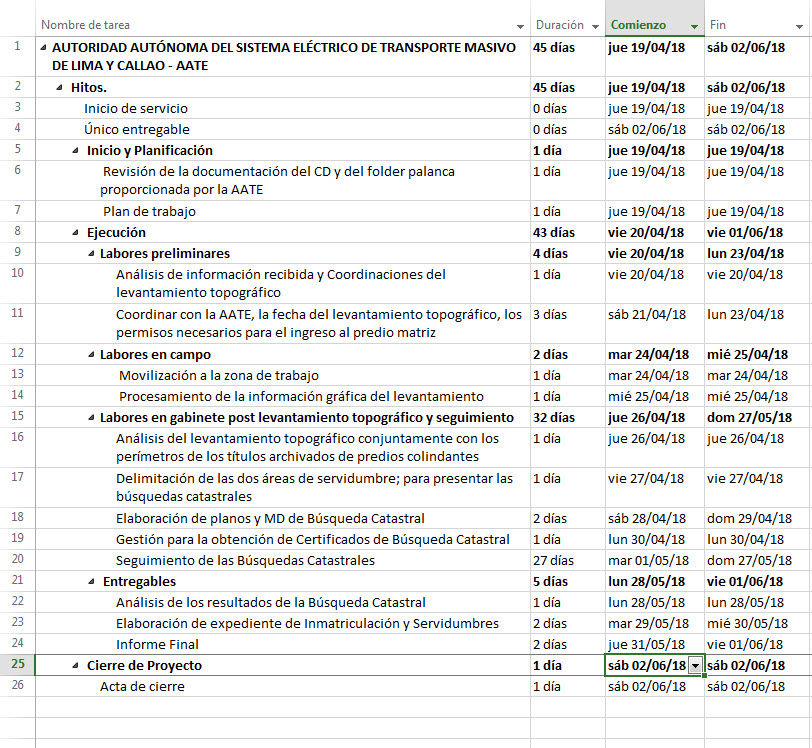 Nombre de tarea Duración Comienzo Fin
1 AUTORIDAD AUTÓNOMA DEL SISTEMA ELÉCTRICO DE TRANSPORTE MASIVO 45 días jue 19/04/18 sáb 02/06/18
DE LIMA Y CALLAO - AATE
2 Hitos. 45 días jue 19/04/18 sáb 02/06/18
3 Inicio de servicio 0 días jue 19/04/18 jue 19/04/18
4 Único entregable 0 días sáb 02/06/18 sáb 02/06/18
5 Inicio y Planificación 1 día jue 19/04/18 jue 19/04/18
6 Revisión de la documentación del CD y del folder palanca 1 día jue 19/04/18 jue 19/04/18
proporcionada por la AATE
7 Plan de trabajo 1 día jue 19/04/18 jue 19/04/18
8 Ejecución 43 días vie 20/04/18 vie 01/06/18
9 Labores preliminares 4 días vie 20/04/18 lun 23/04/18
10 Análisis de información recibida y Coordinaciones del 1 día vie 20/04/18 vie 20/04/18
levantamiento topográfico
11 Coordinar con la AATE, la fecha del levantamiento topográfico, los 3 días sáb 21/04/18 lun 23/04/18
permisos necesarios para el ingreso al predio matriz
12 Labores en campo 2 días mar 24/04/18 mié 25/04/18
13 Movilización a la zona de trabajo 1 día mar 24/04/18 mar 24/04/18
14 Procesamiento de la información gráfica del levantamiento 1 día mié 25/04/18 mié 25/04/18
15 Labores en gabinete post levantamiento topográfico y seguimiento 32 días jue 26/04/18 dom 27/05/18
16 Análisis del levantamiento topográfico conjuntamente con los 1 día jue 26/04/18 jue 26/04/18
perímetros de los títulos archivados de predios colindantes
17 Delimitación de las dos áreas de servidumbre; para presentar las 1 día vie 27/04/18 vie 27/04/18
búsquedas catastrales
18 Elaboración de planos y MD de Búsqueda Catastral 2 días sáb 28/04/18 dom 29/04/18
19 Gestión para la obtención de Certificados de Búsqueda Catastral 1 día lun 30/04/18 lun 30/04/18
20 Seguimiento de las Búsquedas Catastrales 27 días mar 01/05/18 dom 27/05/18
21 Entregables 5 días lun 28/05/18 vie 01/06/18
22 Análisis de los resultados de la Búsqueda Catastral 1 día lun 28/05/18 lun 28/05/18
23 Elaboración de expediente de Inmatriculación y Servidumbres 2 días mar 29/05/18 mié 30/05/18
24 Informe Final 2 días jue 31/05/18 vie 01/06/18
25 Cierre de Proyecto 1 día sáb 02/06/18 sáb 02/06/18
26 Acta de cierre 1 día sáb 02/06/18 sáb 02/06/18